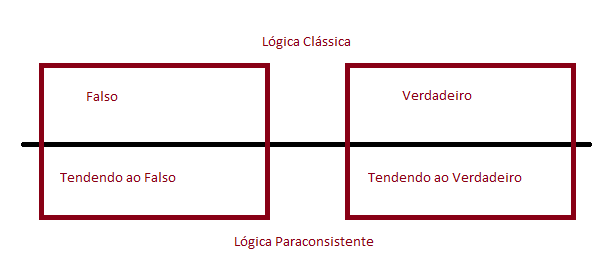 Lógica Clássica
Falso
Verdadeiro
Tendendo ao Falso
Tendendo ao Verdadeiro
Lógica Paraconsistente